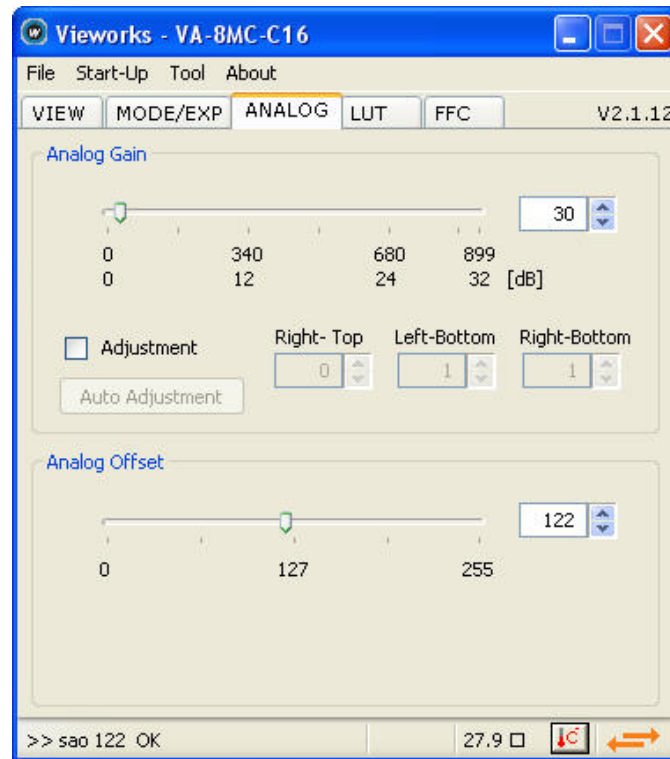 Vieworks - VA-8MC-C16
File Start-Up Tool About
VIEW MODE/EXP ANALOG LUT FFC V2.1.12
Analog Gain
30
0 340 680 899
0 12 24 32 [dB]
Adjustment
Right- Top Left-Bottom Right-Bottom
0 1 1
Auto Adjustment
Analog Offset
122
0 127 255
>> sao 122 OK 27.9 □ C